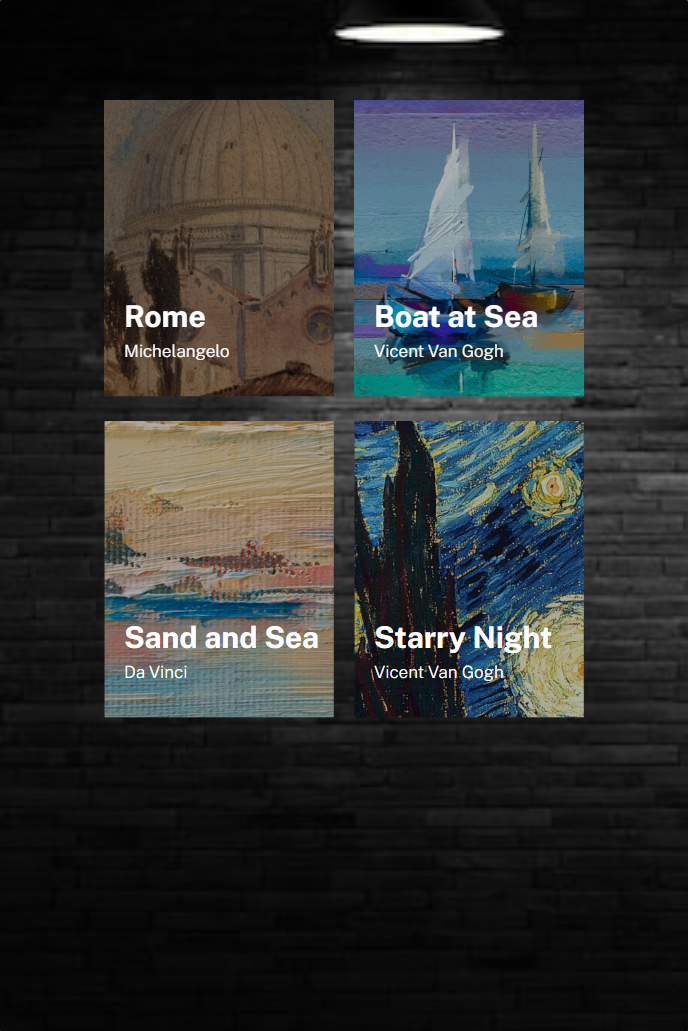 Rome
Michelangelo
Boat at Sea
Vicent Van Gogh
Sand and Sea
Da Vinci
Starry Night
Vicent Van Gogh